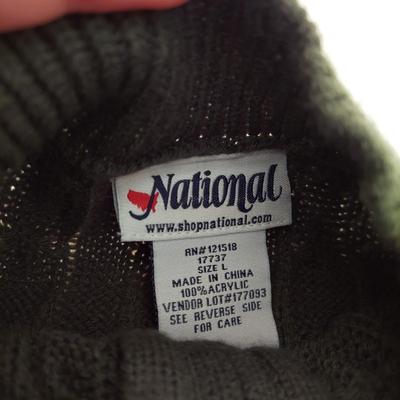 National
www.shopnational.com
RN#121518
17737
SIZE L
MADE IN CHINA
100% ACRYLIC
VENDOR LOT#177093
SEE REVERSE SIDE
FOR CARE